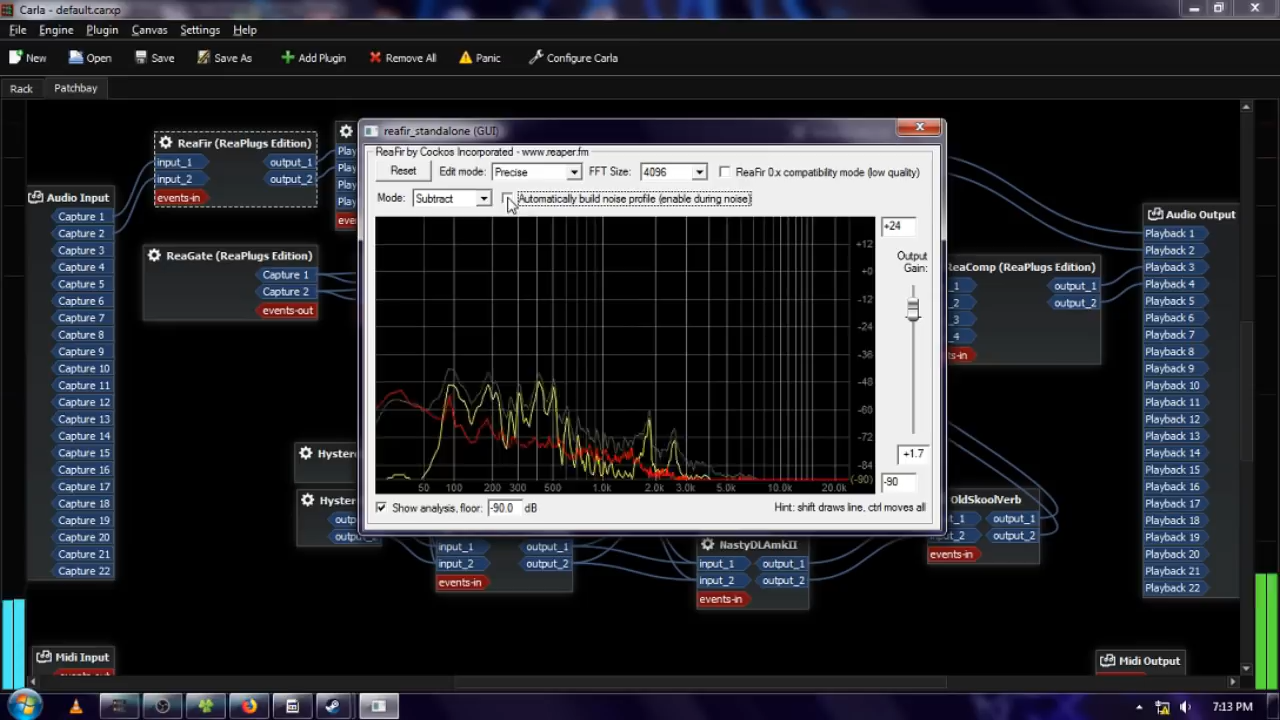 Carla - default.carxp
File Engine Plugin Canvas Settings Help
New Open Save Save As Add Plugin Remove All Panic Configure Carla
Rack Patchbay
ReaFir (ReaPlugs Edition)
input_1 output_1
input_2 output_2
events-in
Audio Input
Capture 1
Capture 2
Capture 3
Capture 4
Capture 5
Capture 6
Capture 7
Capture 8
Capture 9
Capture 10
Capture 11
Capture 12
Capture 13
Capture 14
Capture 15
Capture 16
Capture 17
Capture 18
Capture 19
Capture 20
Capture 21
Capture 22
ReaGate (ReaPlugs Edition)
Capture 1
Capture 2
events-out
reafir_standalone (GUI)
ReaFir by Cockos Incorporated - www.reaper.fm
Reset Edit mode: Precise FFT Size: 4096 ReaFir 0.x compatibility mode (low quality)
Mode: Subtract Automatically build noise profile (enable during noise)
+24
Output
Gain:
+12
+0
-12
-24
-36
-48
-60
-72
-84
(-90)
+1.7
-90
50 100 200 300 500 1.0k 2.0k 3.0k 5.0k 10.0k 20.0k
Show analysis, floor: -90.0 dB Hint: shift draws line, ctrl moves all
eaComp (ReaPlugs Edition)
output_1
output_2
Audio Output
Playback 1
Playback 2
Playback 3
Playback 4
Playback 5
Playback 6
Playback 7
Playback 8
Playback 9
Playback 10
Playback 11
Playback 12
Playback 13
Playback 14
Playback 15
Playback 16
Playback 17
Playback 18
Playback 19
Playback 20
Playback 21
Playback 22
Hyster
Hyster
input_1 output_1
input_2 output_2
events-in
NastyDLAmkII
input_1 output_1
input_2 output_2
events-in
OldSkoolVerb
output_1
output_2
events-in
Midi Input
Midi Output
7:13 PM